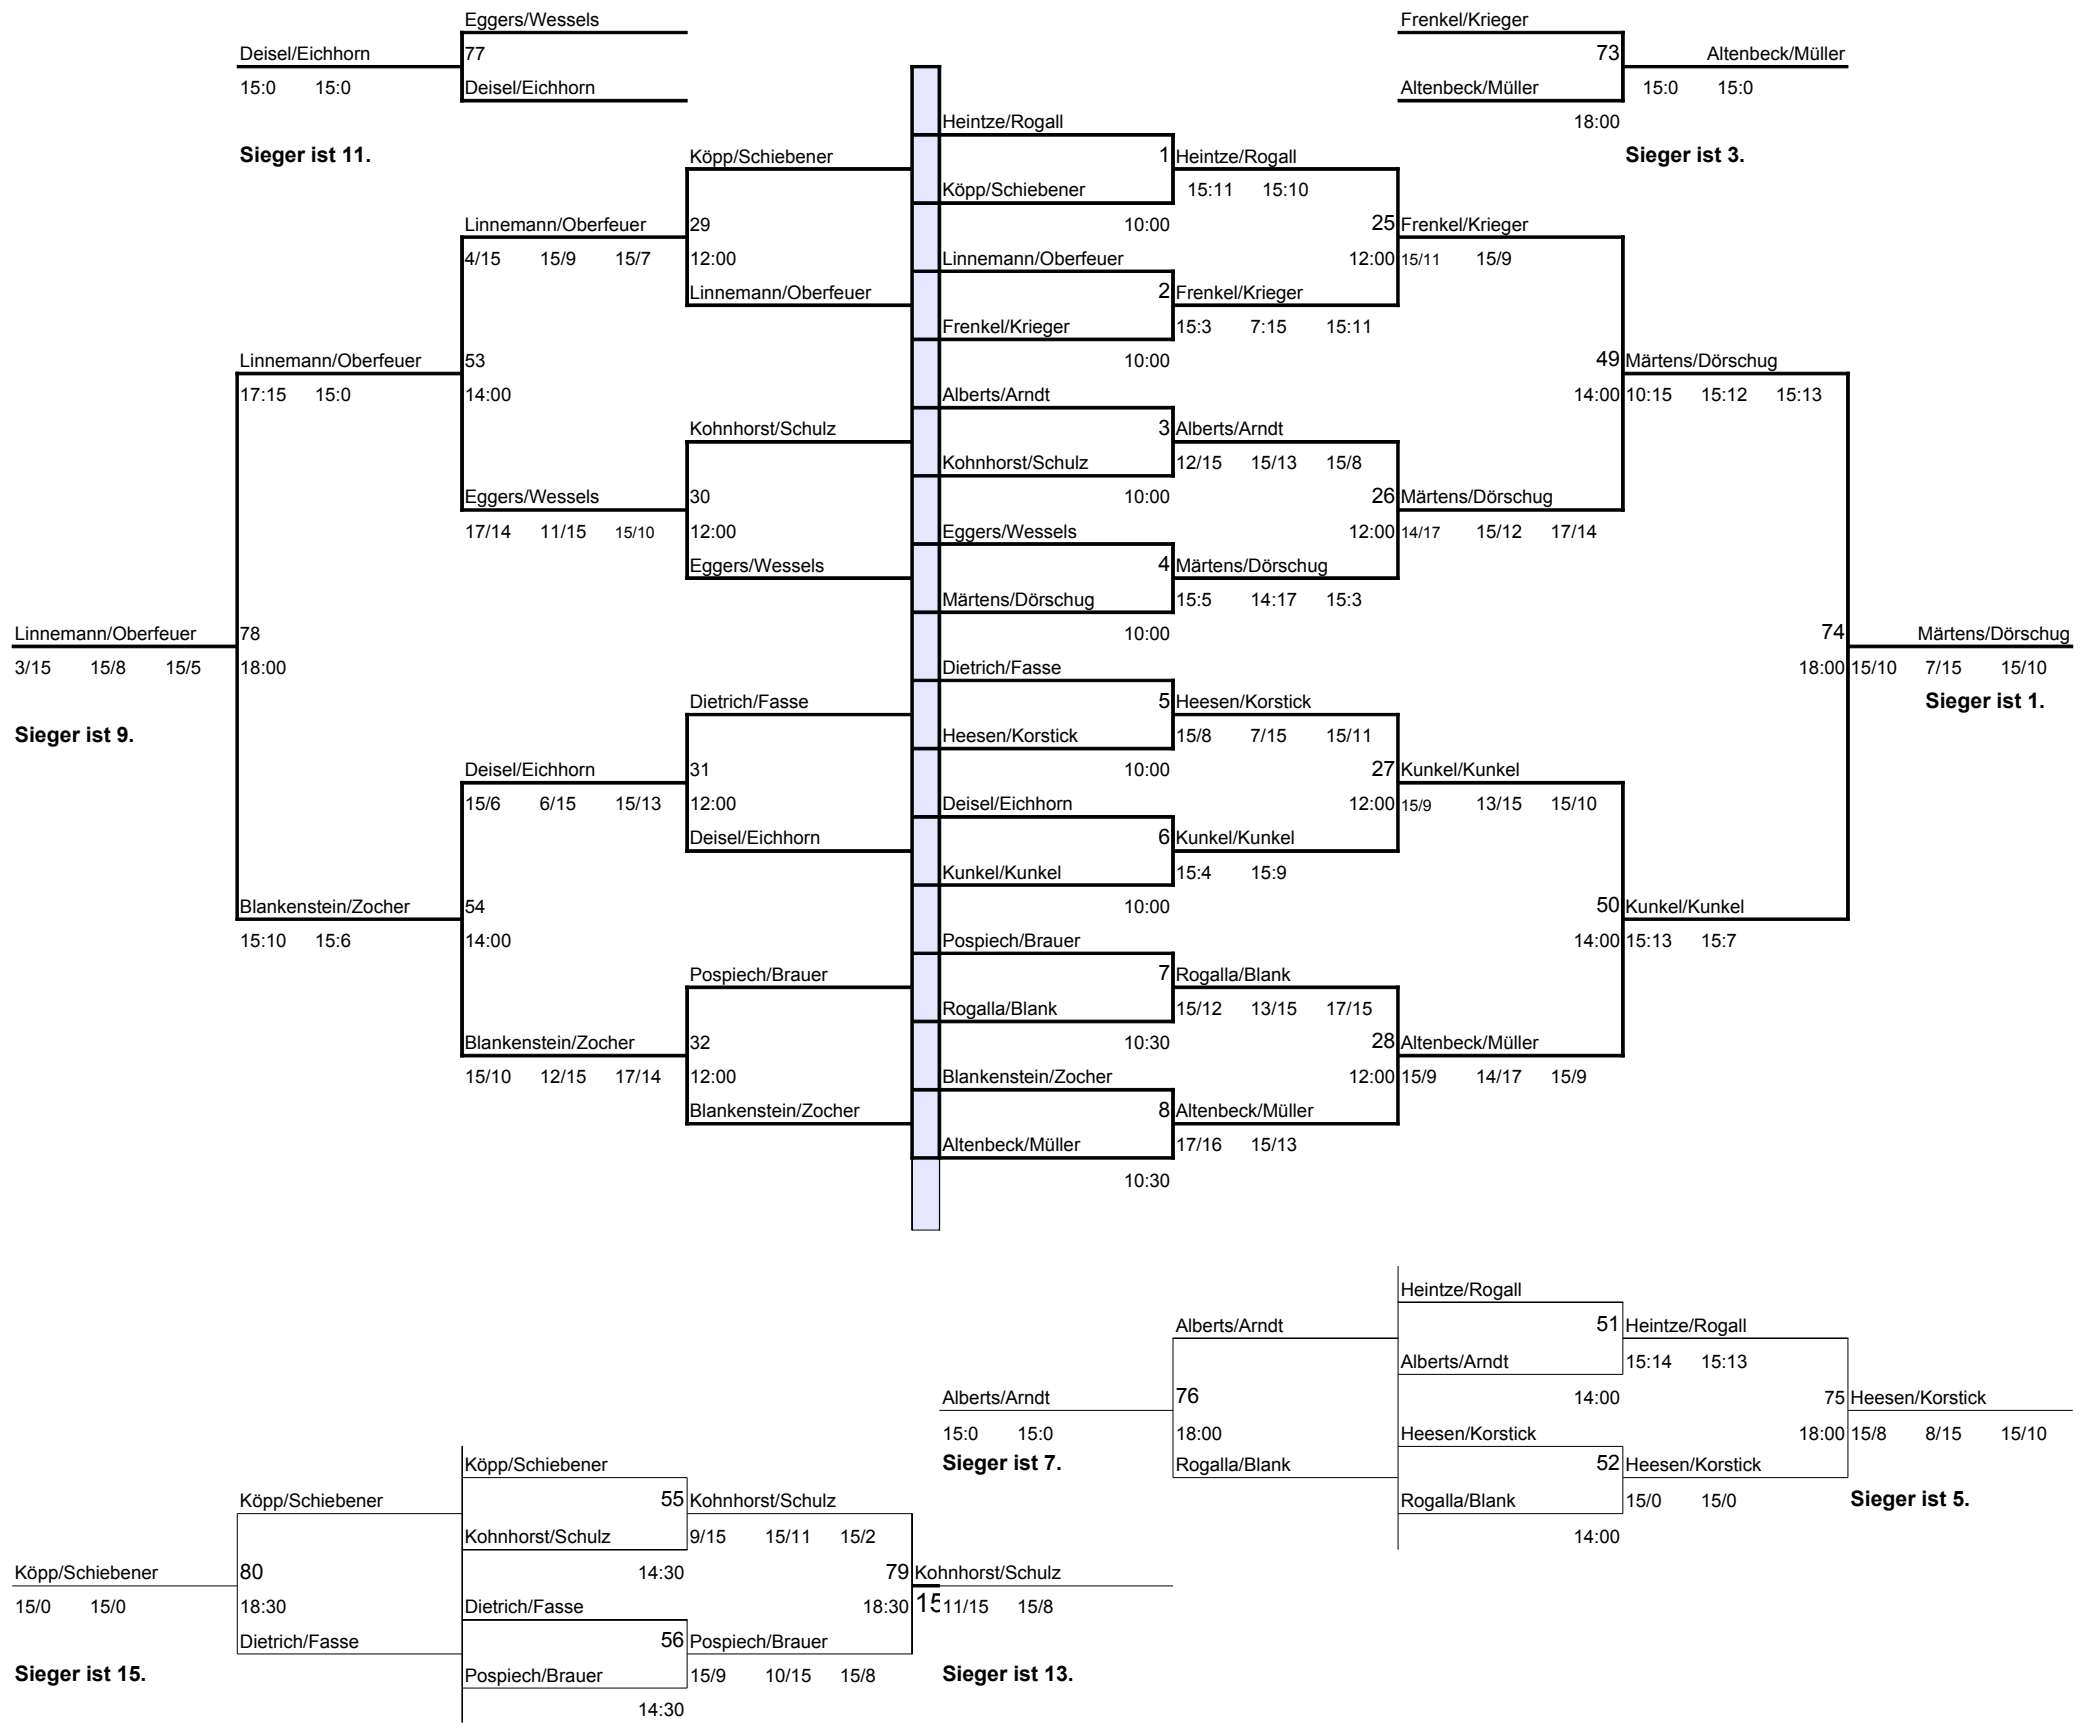 Eggers/Wessels Frenkel/Krieger
Deisel/Eichhorn 77 73 Altenbeck/Müller
15:0 15:0 Deisel/Eichhorn Altenbeck/Müller 15:0 15:0
Heintze/Rogall 18:00
Sieger ist 11. Köpp/Schiebener 1 Heintze/Rogall Sieger ist 3.
Köpp/Schiebener 15:11 15:10
Linnemann/Oberfeuer 29 10:00 25 Frenkel/Krieger
4/15 15/9 15/7 12:00 Linnemann/Oberfeuer 12:00 15/11 15/9
Linnemann/Oberfeuer 2 Frenkel/Krieger
Frenkel/Krieger 15:3 7:15 15:11
Linnemann/Oberfeuer 53 10:00 49 Märtens/Dörschug
17:15 15:0 14:00 Alberts/Arndt 14:00 10:15 15:12 15:13
Kohnhorst/Schulz 3 Alberts/Arndt
Kohnhorst/Schulz 12/15 15/13 15/8
Eggers/Wessels 30 10:00 26 Märtens/Dörschug
17/14 11/15 15/10 12:00 Eggers/Wessels 12:00 14/17 15/12 17/14
Eggers/Wessels 4 Märtens/Dörschug
Märtens/Dörschug 15:5 14:17 15:3
Linnemann/Oberfeuer 78 10:00 74 Märtens/Dörschug
3/15 15/8 15/5 18:00 Dietrich/Fasse 18:00 15/10 7/15 15/10
Dietrich/Fasse 5 Heesen/Korstick Sieger ist 1.
Sieger ist 9. Heesen/Korstick 15/8 7/15 15/11
Deisel/Eichhorn 31 10:00 27 Kunkel/Kunkel
15/6 6/15 15/13 12:00 Deisel/Eichhorn 12:00 15/9 13/15 15/10
Deisel/Eichhorn 6 Kunkel/Kunkel
Kunkel/Kunkel 15:4 15:9
Blankenstein/Zocher 54 10:00 50 Kunkel/Kunkel
15:10 15:6 14:00 Pospiech/Brauer 14:00 15:13 15:7
Pospiech/Brauer 7 Rogalla/Blank
Rogalla/Blank 15/12 13/15 17/15
Blankenstein/Zocher 32 10:30 28 Altenbeck/Müller
15/10 12/15 17/14 12:00 Blankenstein/Zocher 12:00 15/9 14/17 15/9
Blankenstein/Zocher 8 Altenbeck/Müller
Altenbeck/Müller 17/16 15/13
10:30
Heintze/Rogall
Alberts/Arndt 51 Heintze/Rogall
Alberts/Arndt 15:14 15:13
Alberts/Arndt 76 14:00 75 Heesen/Korstick
15:0 15:0 18:00 Heesen/Korstick 18:00 15/8 8/15 15/10
Köpp/Schiebener Sieger ist 7. Rogalla/Blank 52 Heesen/Korstick
Köpp/Schiebener 55 Kohnhorst/Schulz Rogalla/Blank 15/0 15/0 Sieger ist 5.
Kohnhorst/Schulz 9/15 15/11 15/2 14:00
Köpp/Schiebener 80 14:30 79 Kohnhorst/Schulz
15/0 15/0 18:30 Dietrich/Fasse 18:30 15 11/15 15/8
Dietrich/Fasse 56 Pospiech/Brauer
Sieger ist 15. Pospiech/Brauer 15/9 10/15 15/8 Sieger ist 13.
14:30